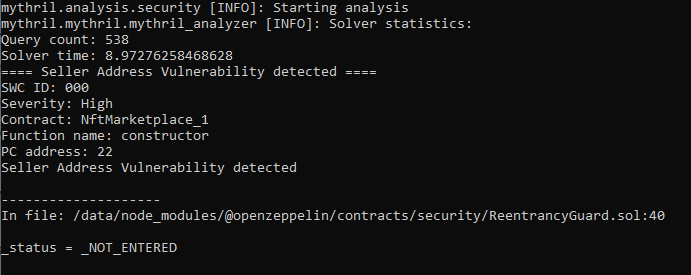 mythril.analysis.security [INFO]: Starting analysis
mythril.mythril.mythril_analyzer [INFO]: Solver statistics:
Query count: 538
Solver time: 8.97276258468628
==== Seller Address Vulnerability detected ====
SWC ID: 000
Severity: High
Contract: NftMarketplace_1
Function name: constructor
PC address: 22
Seller Address Vulnerability detected
--------------------
In file: /data/node_modules/@openzeppelin/contracts/security/ReentrancyGuard.sol:40
_status = _NOT_ENTERED